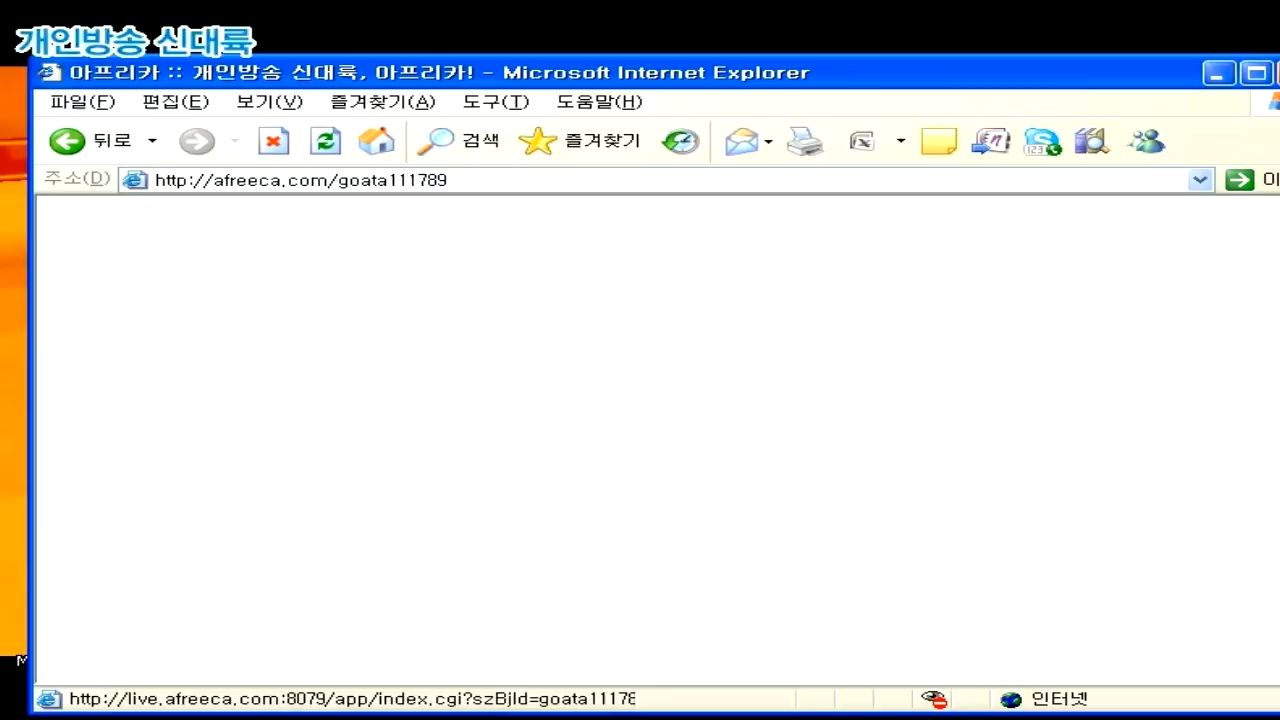 개인방송 신대륙
아프리카 :: 개인방송 신대륙, 아프리카! - Microsoft Internet Explorer
파일(F) 편집(E) 보기(V) 즐겨찾기(A) 도구(T) 도움말(H)
뒤로 검색 즐겨찾기
주소(D) http://afreeca.com/goata111789
http://live.afreeca.com:8079/app/index.cgi?szBjId=goata11178 인터넷